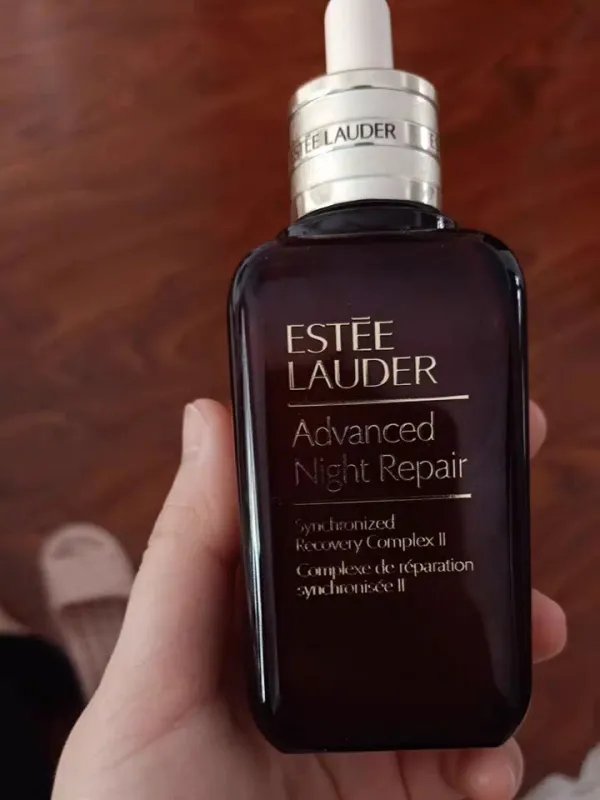 ESTĒE LAUDER
ESTĒE
LAUDER
Advanced
Night Repair
Synchronized
Recovery Complex II
Complexe de réparation
synchronisée II